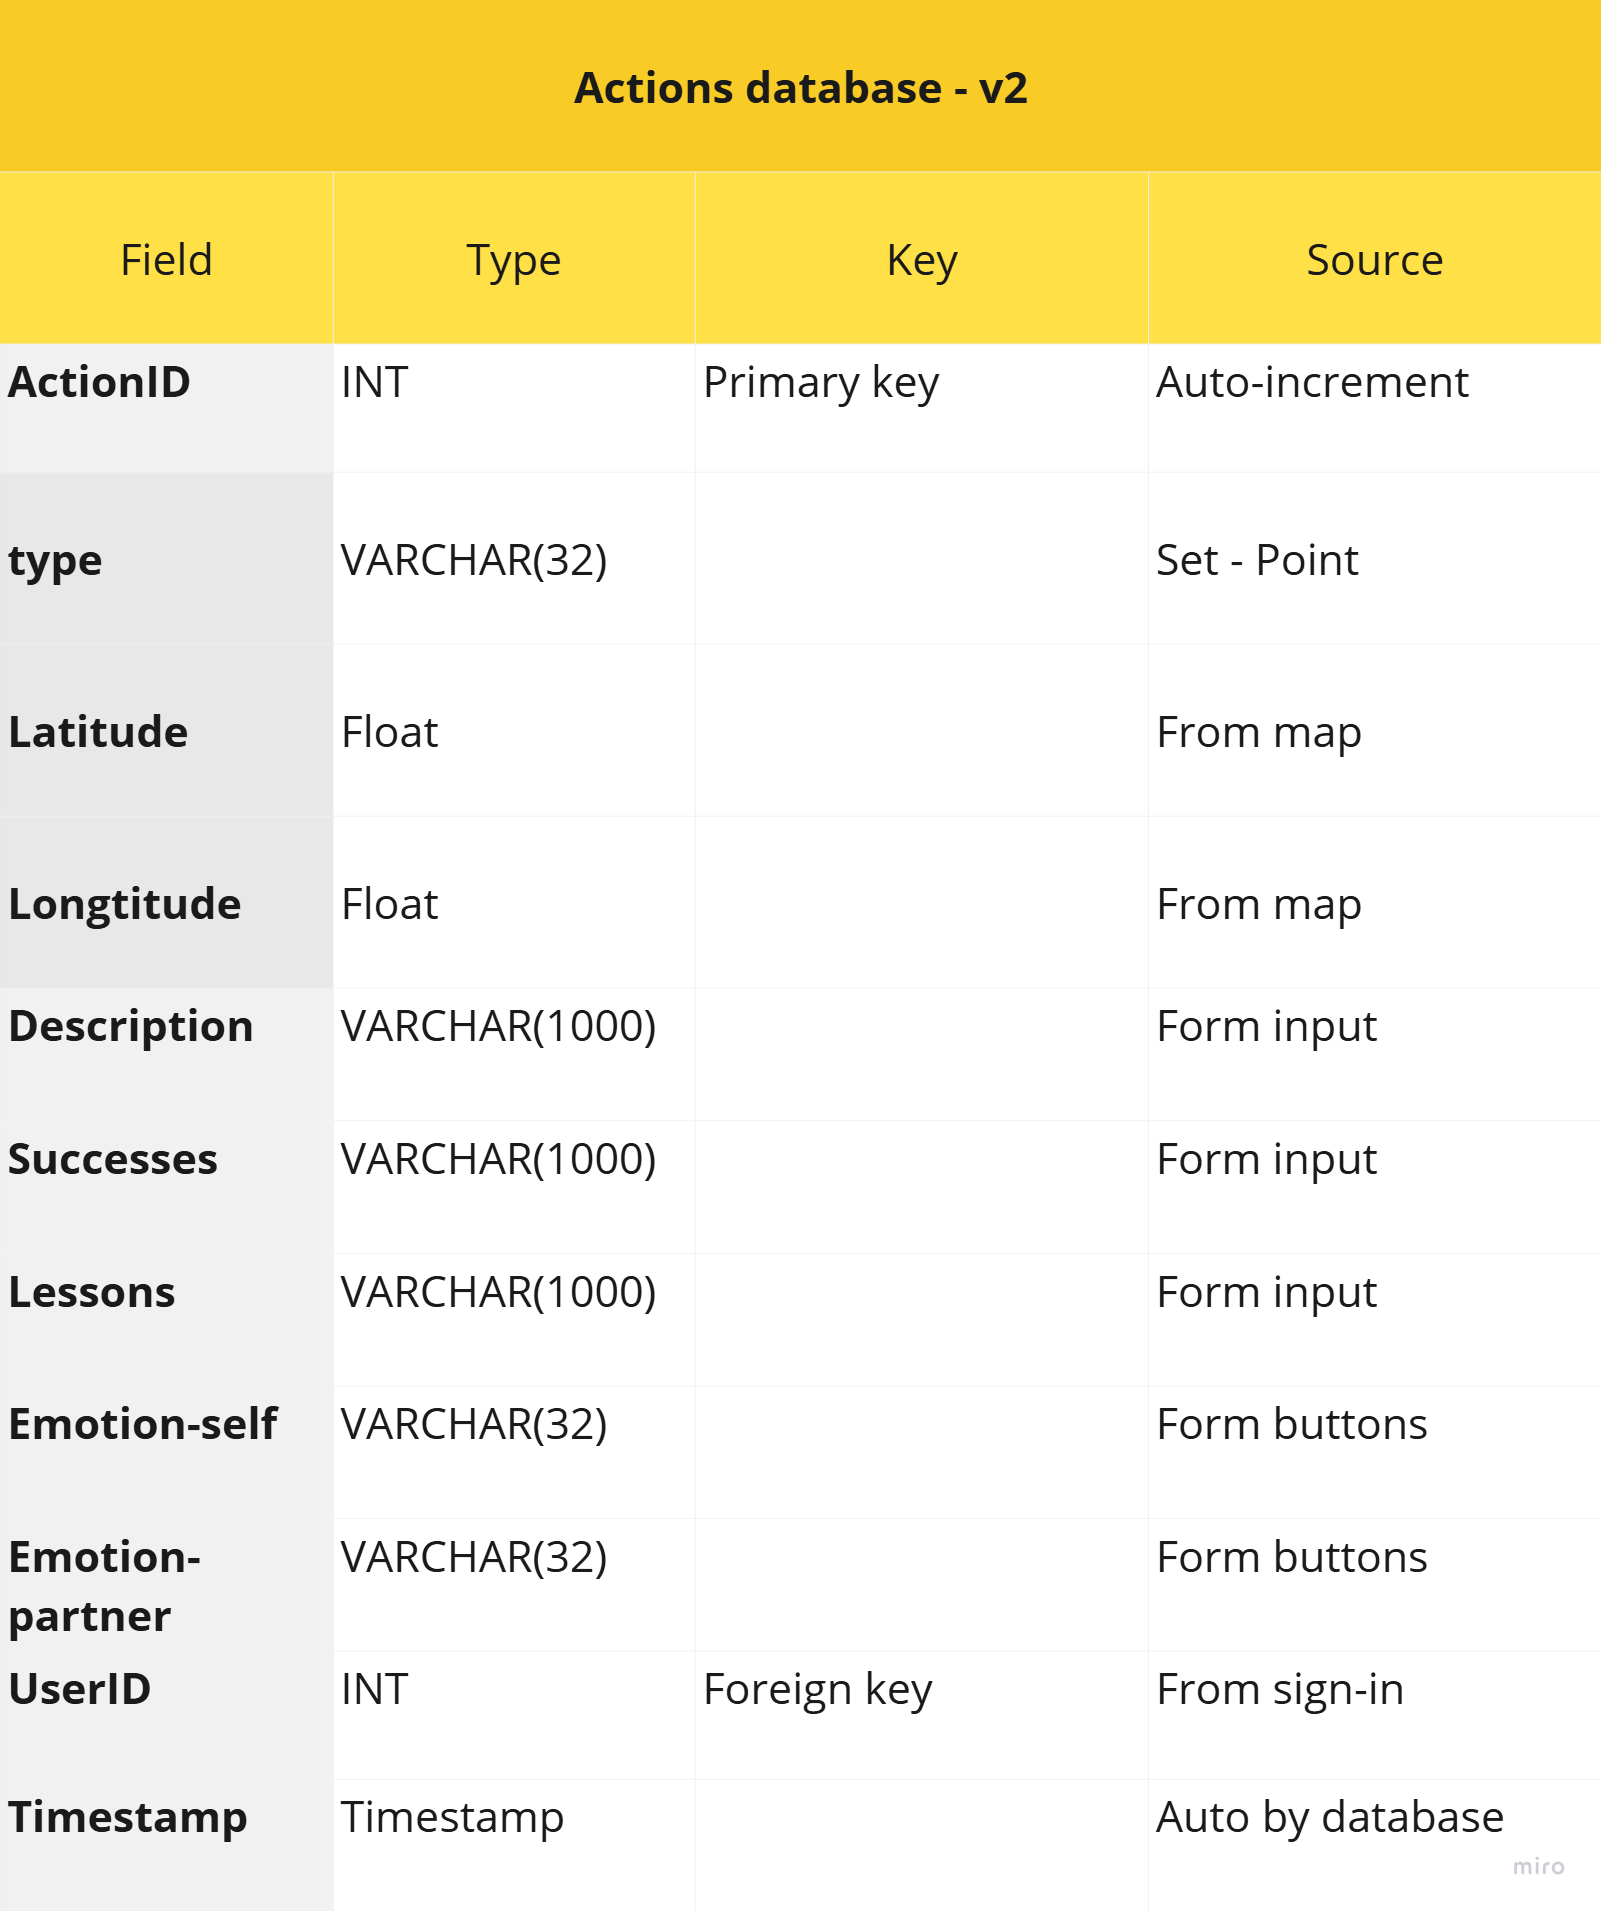 Actions database - v2
Field Type Key Source
ActionID INT Primary key Auto-increment
type VARCHAR(32) Set - Point
Latitude Float From map
Longtitude Float From map
Description VARCHAR(1000) Form input
Successes VARCHAR(1000) Form input
Lessons VARCHAR(1000) Form input
Emotion-self VARCHAR(32) Form buttons
Emotion- VARCHAR(32) Form buttons
partner
UserID INT Foreign key From sign-in
Timestamp Timestamp Auto by database
miro